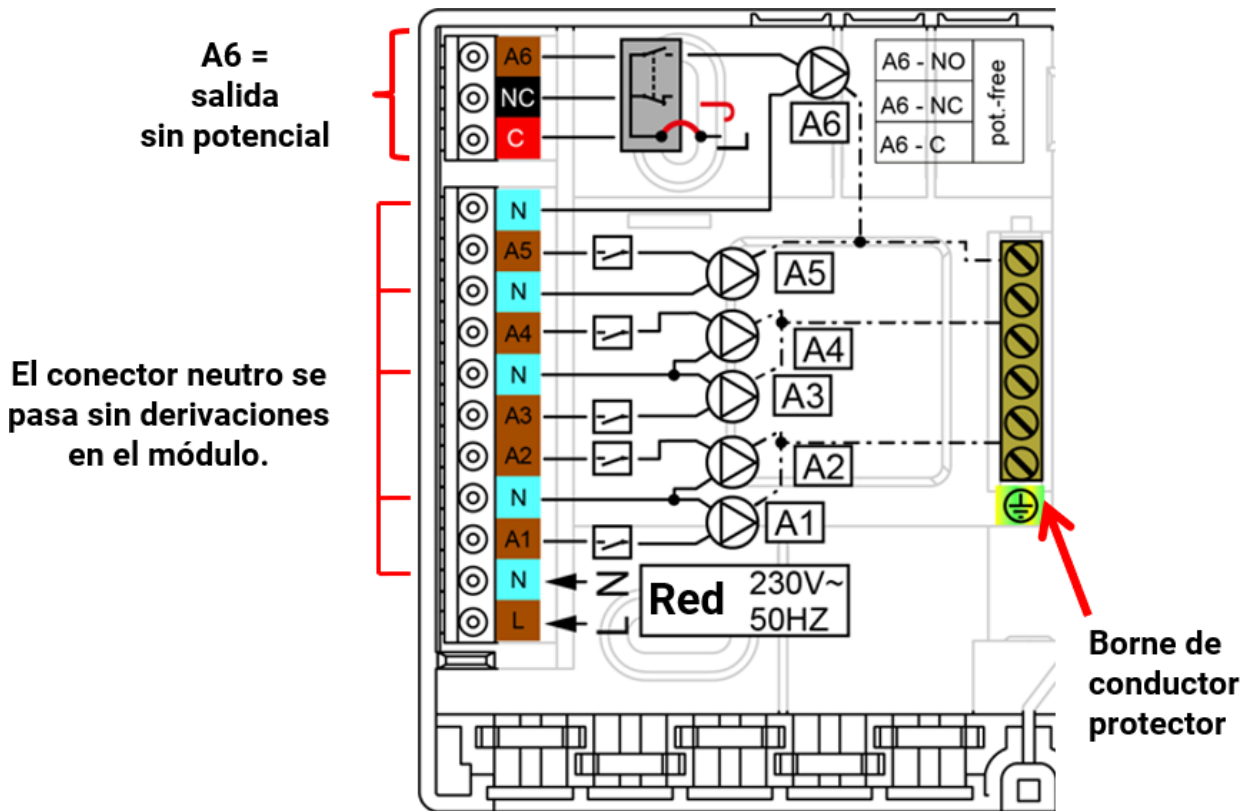 A6 =
salida
sin potencial
A6
NC
C
L
A6
A6 - NO
A6 - NC
A6 - C
pot.-free
El conector neutro se
pasa sin derivaciones
en el módulo.
N
A5
N
A4
N
A3
A2
N
A1
N
L
A5
A4
A3
A2
A1
N
L
Red
230V~
50HZ
Borne de
conductor
protector